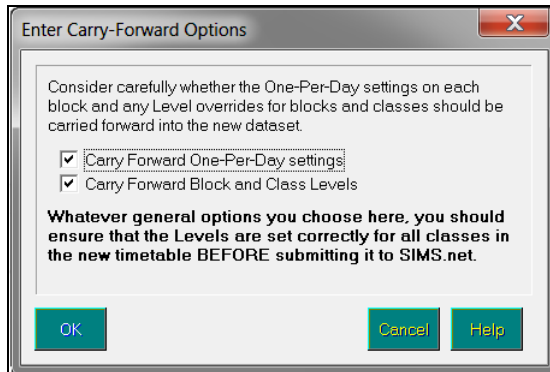 Enter Carry-Forward Options
X
Consider carefully whether the One-Per-Day settings on each
block and any Level overrides for blocks and classes should be
carried forward into the new dataset.
Carry Forward One-Per-Day settings
Carry Forward Block and Class Levels
Whatever general options you choose here, you should
ensure that the Levels are set correctly for all classes in
the new timetable BEFORE submitting it to SIMS.net.
OK Cancel Help